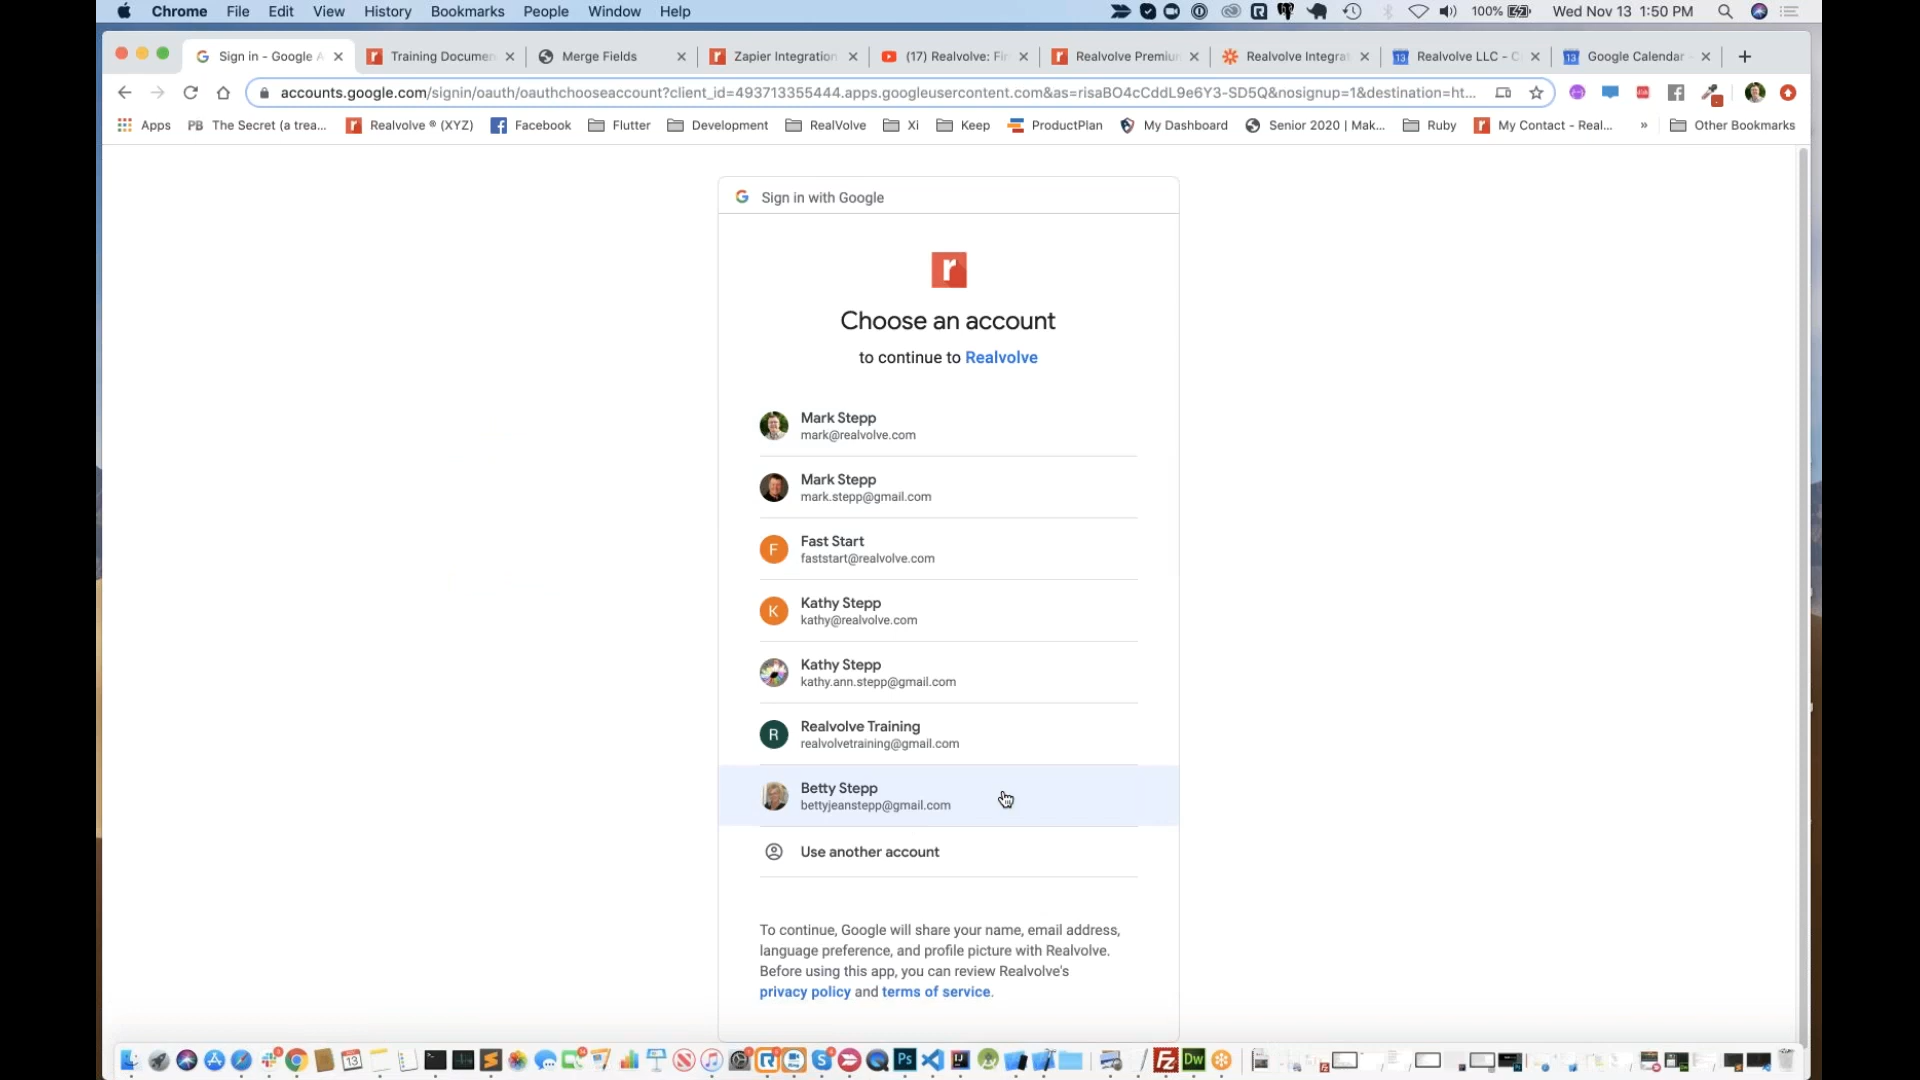 Chrome File Edit View History Bookmarks People Window Help 100% Wed Nov 13 1:50 PM
Sign in - Google A Training Documen Merge Fields Zapier Integration (17) Realvolve: Fi Realvolve Premiu Realvolve Integra Realvolve LLC - C Google Calendar -
accounts.google.com/signin/oauth/oauthchooseaccount?client_id=493713355444.apps.googleusercontent.com&as=risaBO4cCddL9e6Y3-SD5Q&nosignup=1&destination=ht...
Apps PB The Secret (a trea... Realvolve ® (XYZ) Facebook Flutter Development RealVolve Xi Keep ProductPlan My Dashboard Senior 2020 | Mak... Ruby My Contact - Real... » Other Bookmarks
Sign in with Google
r
Choose an account
to continue to Realvolve
Mark Stepp
mark@realvolve.com
Mark Stepp
mark.stepp@gmail.com
F
Fast Start
faststart@realvolve.com
K
Kathy Stepp
kathy@realvolve.com
Kathy Stepp
kathy.ann.stepp@gmail.com
R
Realvolve Training
realvolvetraining@gmail.com
Betty Stepp
bettyjeanstepp@gmail.com
Use another account
To continue, Google will share your name, email address,
language preference, and profile picture with Realvolve.
Before using this app, you can review Realvolve's
privacy policy and terms of service.